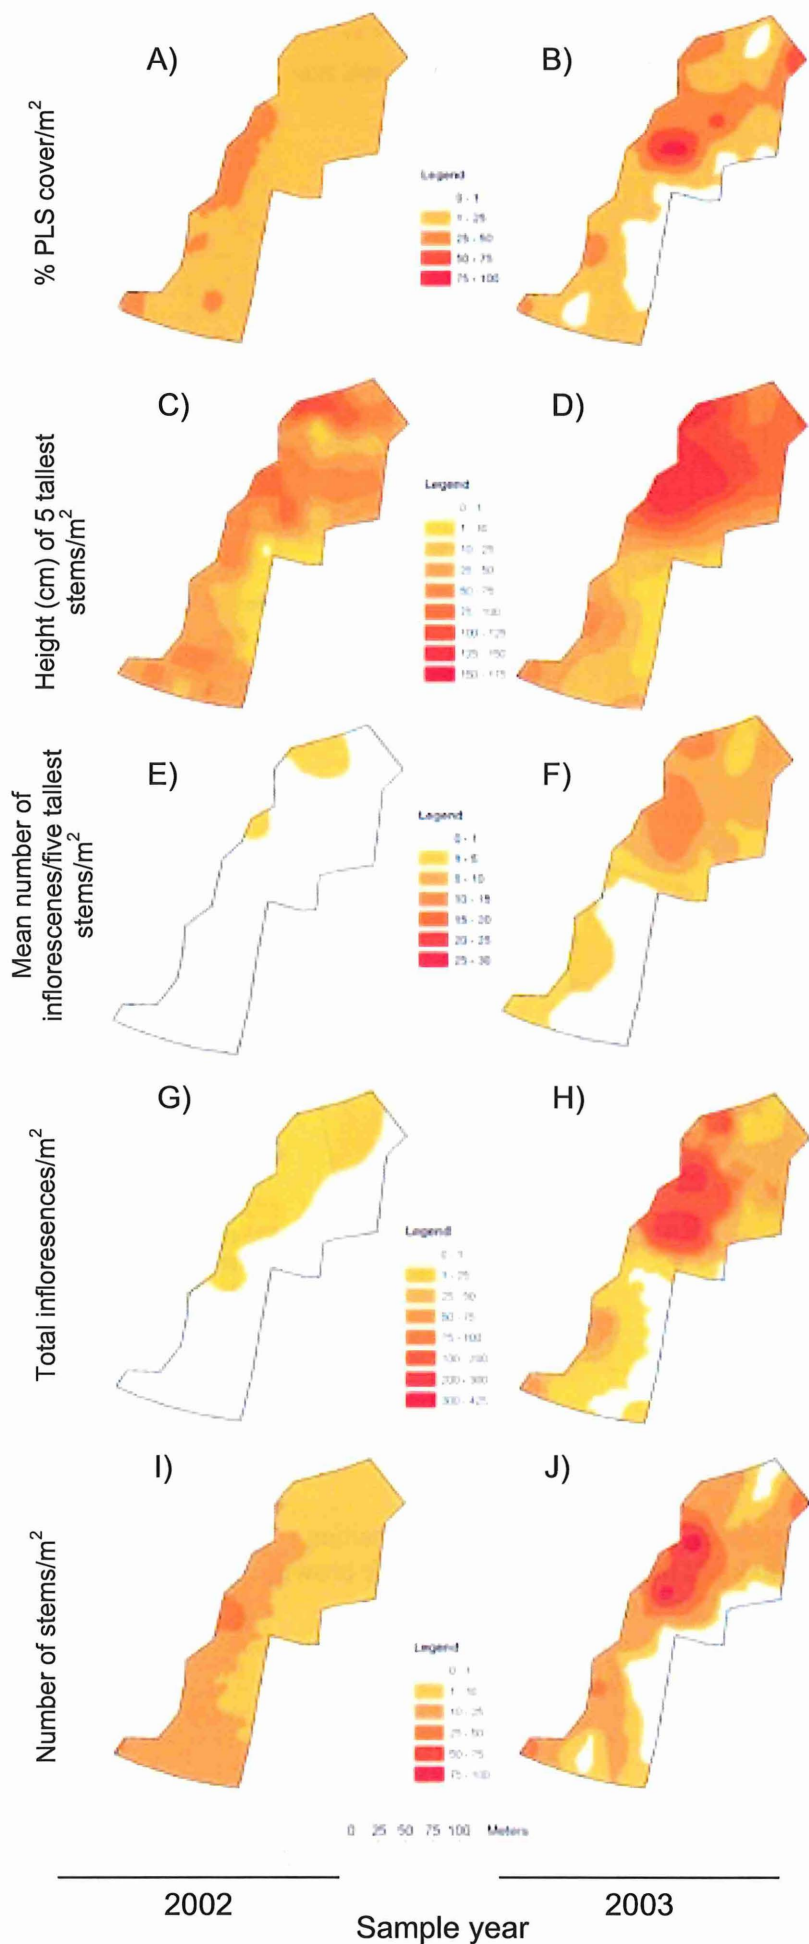 A)
B)
% PLS cover/m²
Legend
0 - 1
1 - 25
25 - 50
50 - 75
75 - 100
C)
D)
Height (cm) of 5 tallest
stems/m²
Legend
0 - 1
1 - 10
10 - 25
25 - 50
50 - 75
100 - 125
125 - 150
150 - 175
E)
F)
Mean number of
inflorescenes/five tallest
stems/m²
Legend
0 - 1
5 - 10
10 - 15
15 - 20
20 - 25
25 - 30
G)
H)
Total infloresences/m²
Legend
0 - 1
1 - 25
25 - 50
50 - 75
75 - 100
100 - 200
200 - 300
300 - 425
I)
J)
Number of stems/m²
Legend
0 - 1
1 - 10
10 - 25
25 - 50
50 - 75
75 - 100
0 25 50 75 100 Meters
2002
2003
Sample year